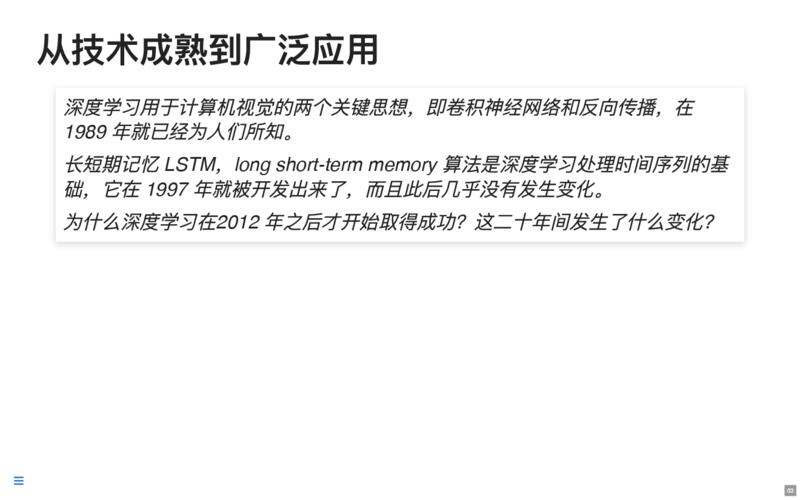 从技术成熟到广泛应用
深度学习用于计算机视觉的两个关键思想，即卷积神经网络和反向传播，在
1989 年就已经为人们所知。
长短期记忆 LSTM，long short-term memory 算法是深度学习处理时间序列的基
础，它在 1997 年就被开发出来了，而且此后几乎没有发生变化。
为什么深度学习在2012 年之后才开始取得成功？这二十年间发生了什么变化？